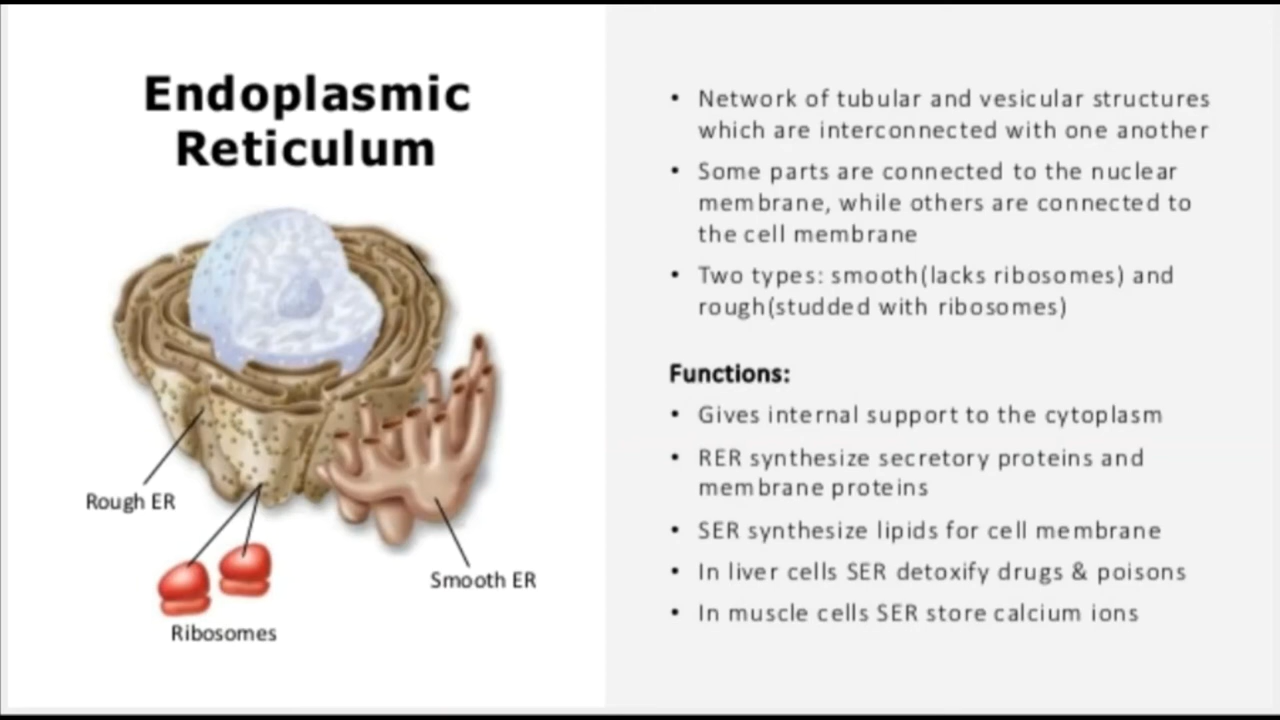 Endoplasmic
Reticulum
Rough ER
Ribosomes
Smooth ER
• Network of tubular and vesicular structures
which are interconnected with one another
• Some parts are connected to the nuclear
membrane, while others are connected to
the cell membrane
• Two types: smooth(lacks ribosomes) and
rough(studded with ribosomes)
Functions:
• Gives internal support to the cytoplasm
• RER synthesize secretory proteins and
membrane proteins
• SER synthesize lipids for cell membrane
• In liver cells SER detoxify drugs & poisons
• In muscle cells SER store calcium ions